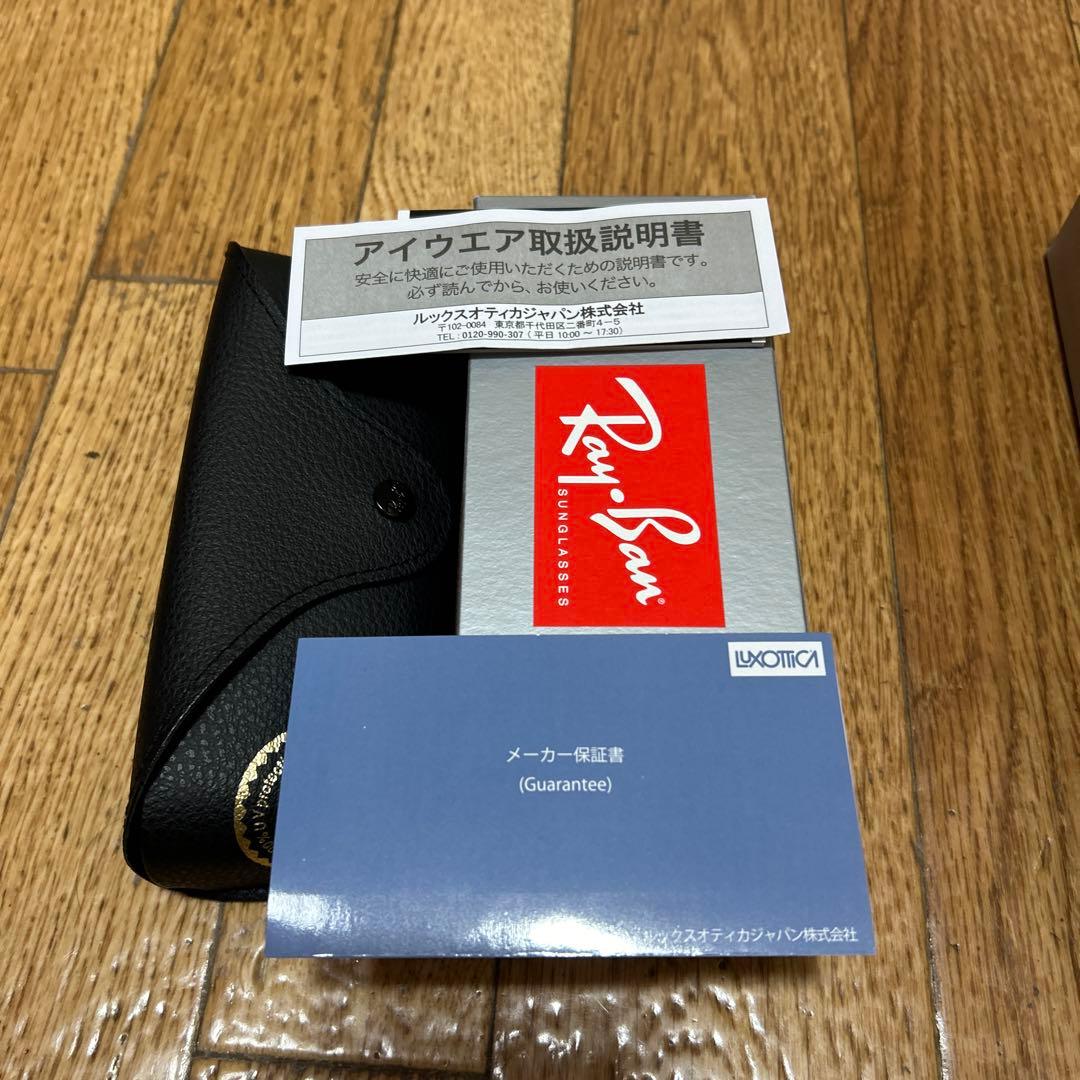 アイウエア取扱説明書
安全に快適にご使用いただくための説明書です。
必ず読んでから、お使いください。
ルックスオティカジャパン株式会社
〒102-0084 東京都千代田区二番町4-5
TEL : 0120-990-307 ( 平日 10:00 ~ 17:30)
Ray-Ban®
SUNGLASSES
LUXOTTICA
メーカー保証書
(Guarantee)
ルックスオティカジャパン株式会社
UV